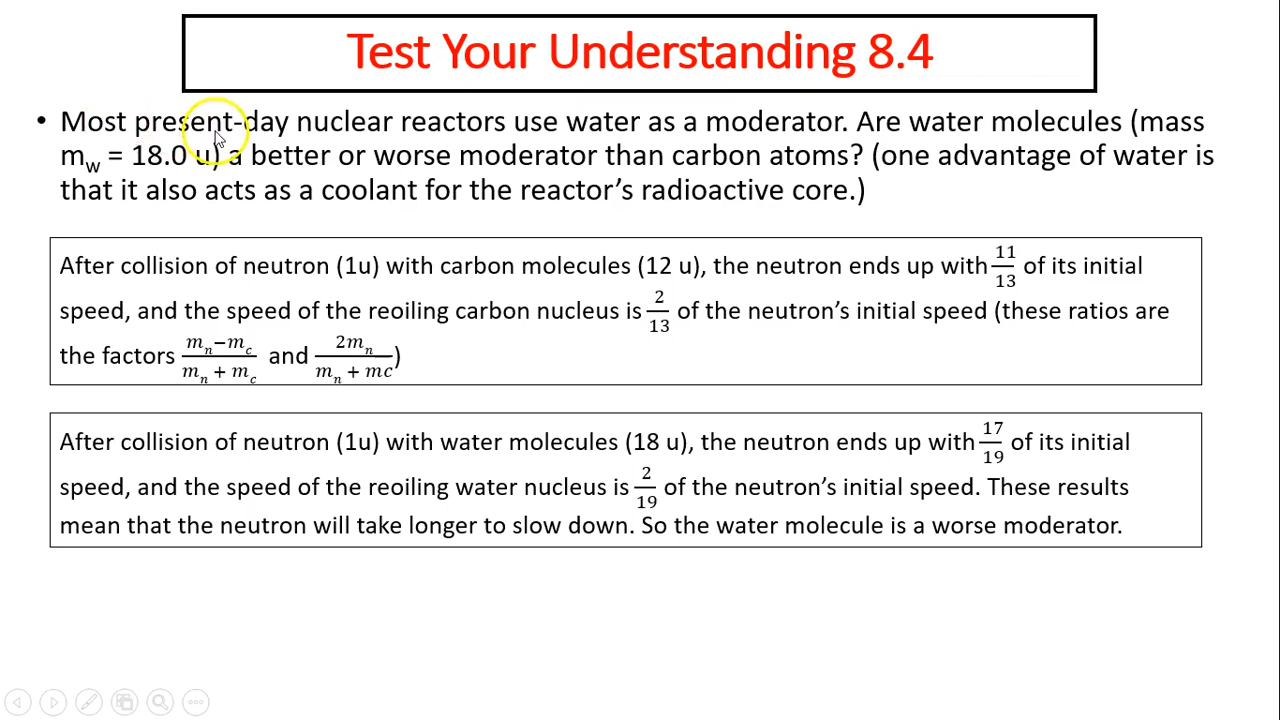 Test Your Understanding 8.4
• Most present-day nuclear reactors use water as a moderator. Are water molecules (mass
m_w = 18.0 u) a better or worse moderator than carbon atoms? (one advantage of water is
that it also acts as a coolant for the reactor's radioactive core.)
After collision of neutron (1u) with carbon molecules (12 u), the neutron ends up with 11/13 of its initial
speed, and the speed of the reoiling carbon nucleus is 2/13 of the neutron's initial speed (these ratios are
the factors (m_n−m_c)/(m_n + m_c) and 2m_n/(m_n + mc))
After collision of neutron (1u) with water molecules (18 u), the neutron ends up with 17/19 of its initial
speed, and the speed of the reoiling water nucleus is 2/19 of the neutron's initial speed. These results
mean that the neutron will take longer to slow down. So the water molecule is a worse moderator.